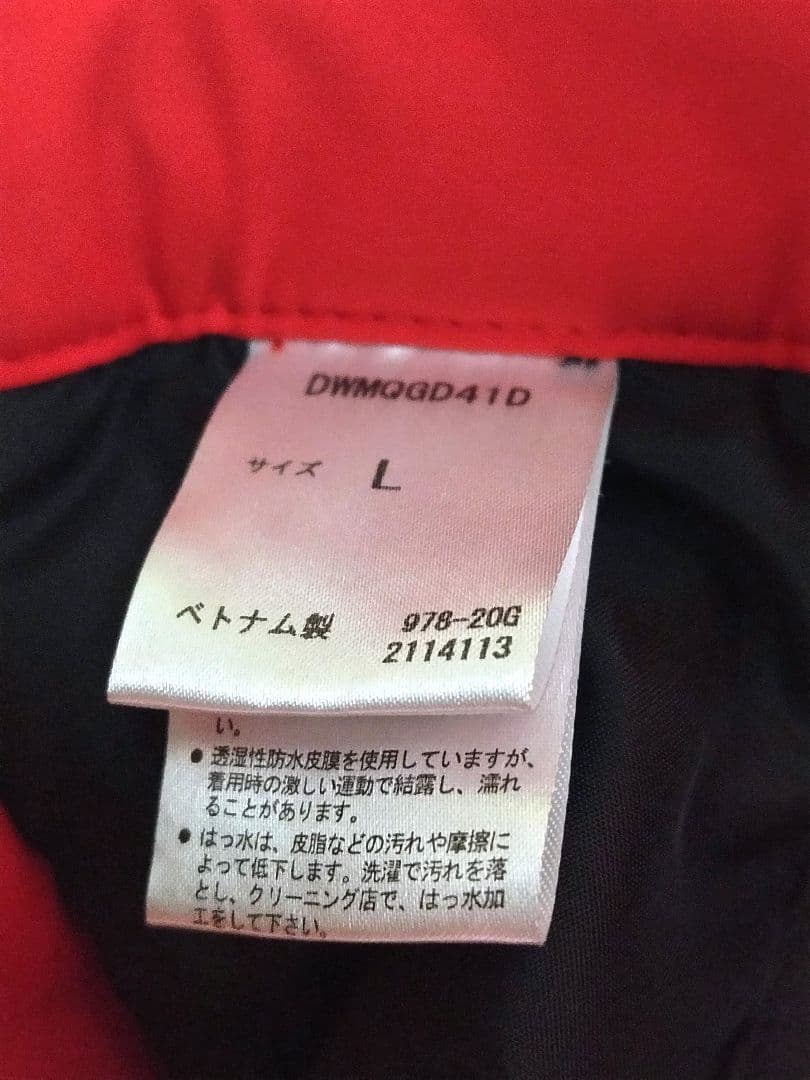 DWMQGD41D
サイズ L
ベトナム製 978-20G
2114113
い。
● 透湿性防水皮膜を使用していますが、
着用時の激しい運動で結露し、濡れ
ることがあります。
● はっ水は、皮脂などの汚れや摩擦に
よって低下します。洗濯で汚れを落
とし、クリーニング店で、はっ水加
工をして下さい。